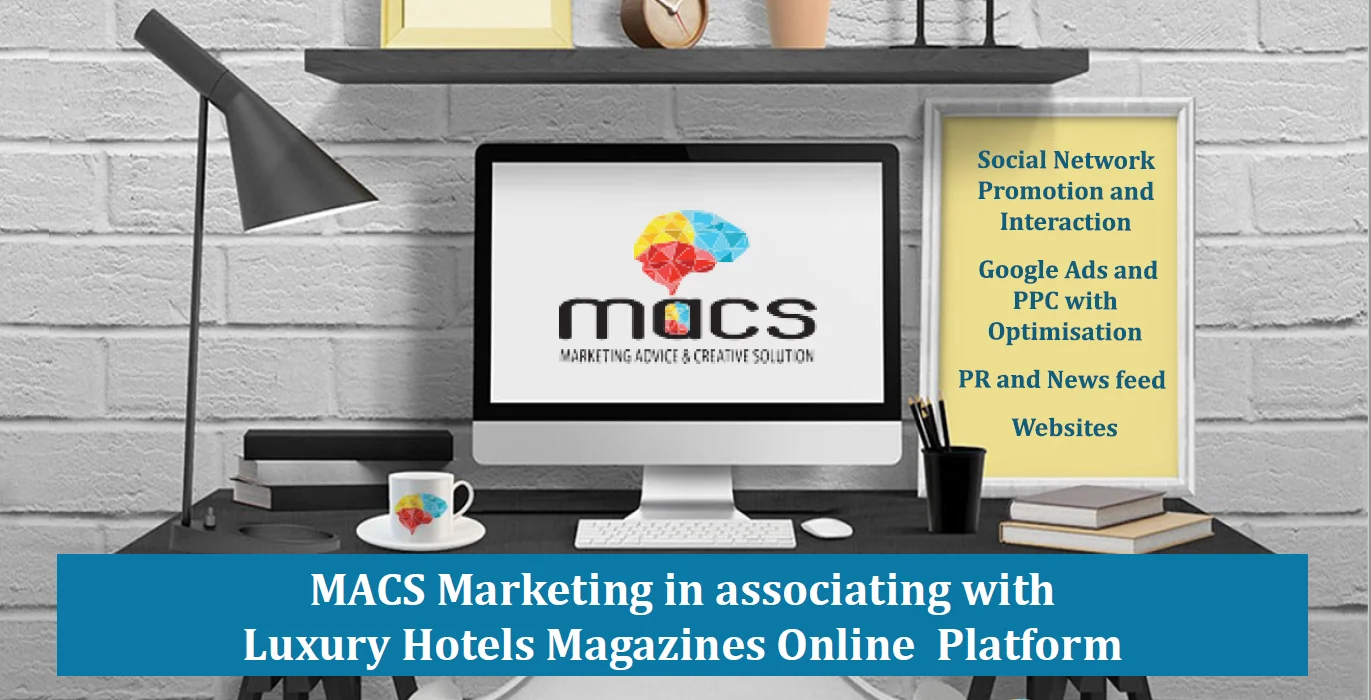 macs
MARKETING ADVICE & CREATIVE SOLUTION
Social Network
Promotion and
Interaction
Google Ads and
PPC with
Optimisation
PR and News feed
Websites
MACS Marketing in associating with
Luxury Hotels Magazines Online  Platform